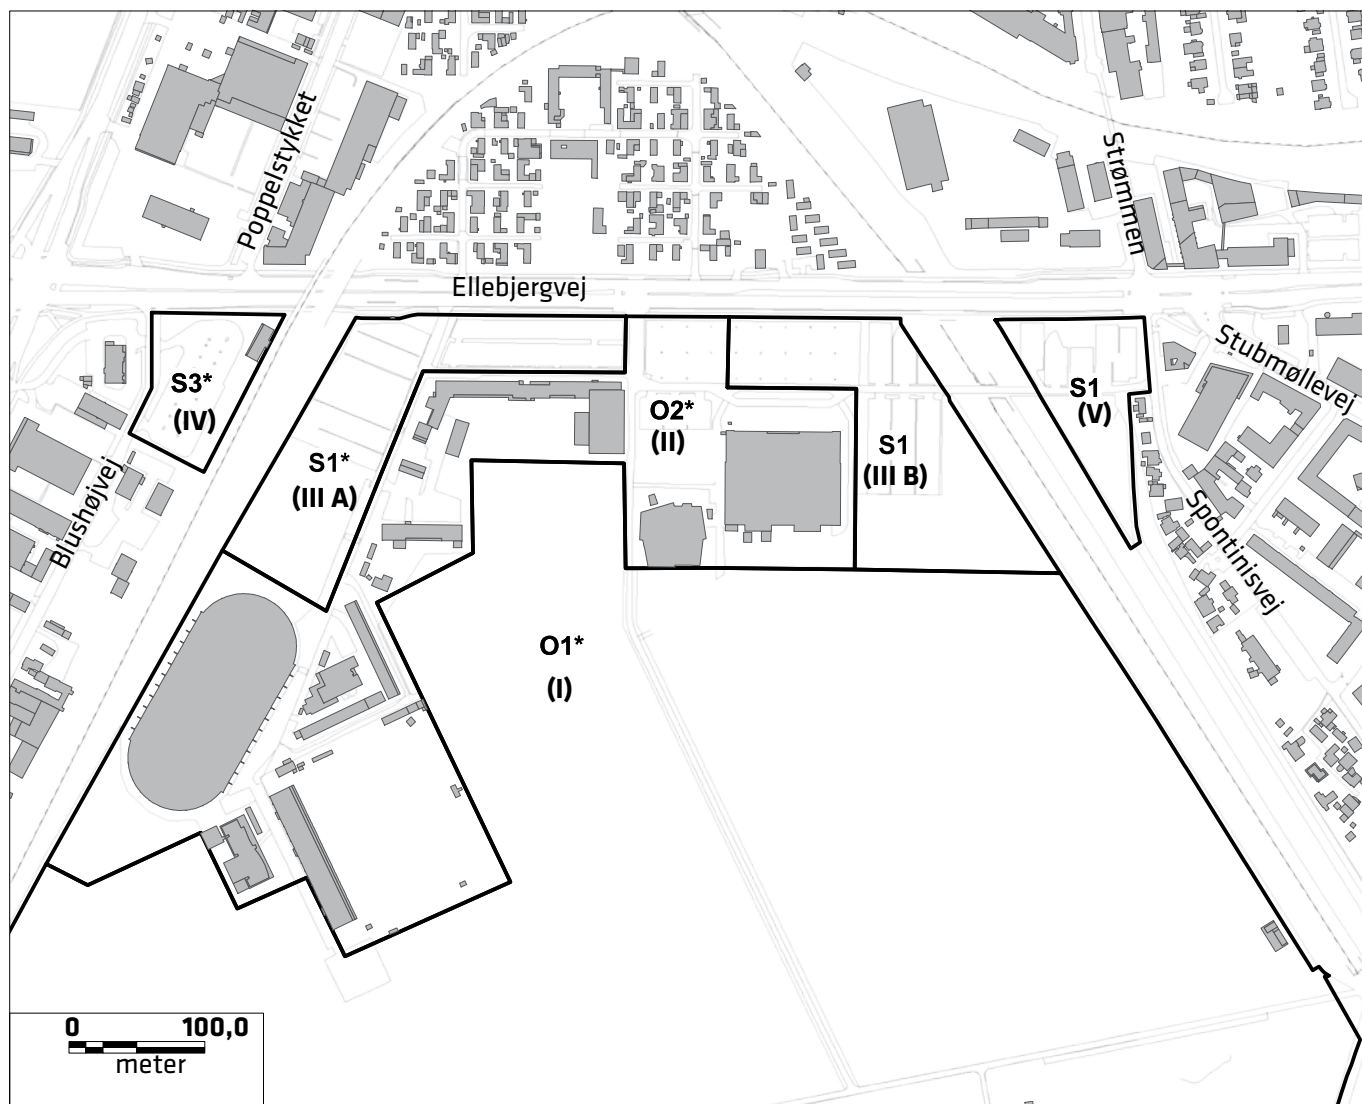 Poppelstykket
Strømmen
Ellebjergvej
Stubmøllevej
S3*
(IV)
S1
(V)
O2*
(II)
S1*
(III A)
S1
(III B)
Blushøjvej
Spontinisvej
O1*
(I)
0 100,0
meter